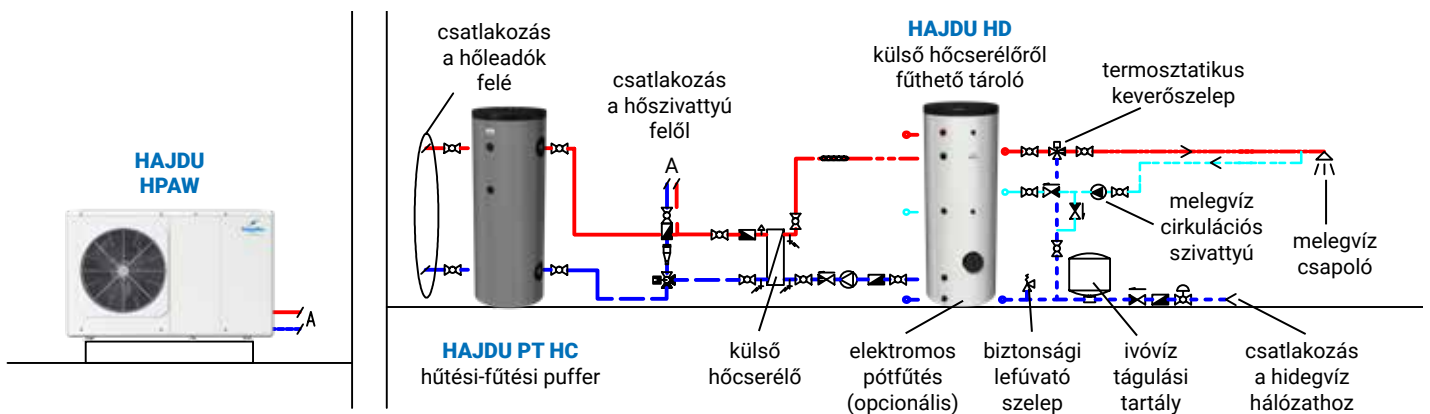 csatlakozás
a hőleadók
felé
csatlakozás
a hőszivattyú
felől
A
HAJDU HD
külső hőcserélőről
fűthető tároló
termosztatikus
keverőszelep
HAJDU
HPAW
A
melegvíz
cirkulációs
szivattyú
melegvíz
csapoló
HAJDU PT HC
hűtési-fűtési puffer
külső
hőcserélő
elektromos
pótfűtés
(opcionális)
biztonsági
lefúvató
szelep
ivóvíz
tágulási
tartály
csatlakozás
a hidegvíz
hálózathoz